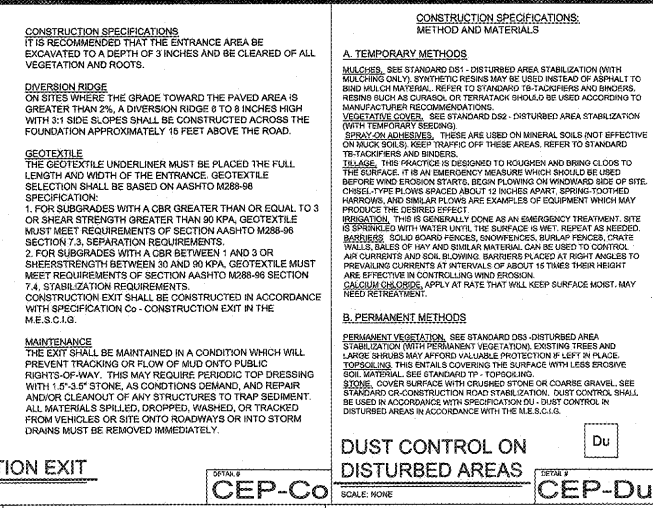 CONSTRUCTION SPECIFICATIONS
IT IS RECOMMENDED THAT THE ENTRANCE AREA BE
EXCAVATED TO A DEPTH OF 3 INCHES AND BE CLEARED OF ALL
VEGETATION AND ROOTS.
DIVERSION RIDGE
ON SITES WHERE THE GRADE TOWARD THE PAVED AREA IS
GREATER THAN 2%, A DIVERSION RIDGE 6 TO 8 INCHES HIGH
WITH 3:1 SIDE SLOPES SHALL BE CONSTRUCTED ACROSS THE
FOUNDATION APPROXIMATELY 15 FEET ABOVE THE ROAD.
GEOTEXTILE
THE GEOTEXTILE UNDERLINER MUST BE PLACED THE FULL
LENGTH AND WIDTH OF THE ENTRANCE. GEOTEXTILE
SELECTION SHALL BE BASED ON AASHTO M288-96
SPECIFICATION:
1. FOR SUBGRADES WITH A CBR GREATER THAN OR EQUAL TO 3
OR SHEAR STRENGTH GREATER THAN 90 KPA, GEOTEXTILE
MUST MEET REQUIREMENTS OF SECTION AASHTO M288-96
SECTION 7.3, SEPARATION REQUIREMENTS.
2. FOR SUBGRADES WITH A CBR BETWEEN 1 AND 3 OR
SHEERSTRENGTH BETWEEN 30 AND 90 KPA, GEOTEXTILE MUST
MEET REQUIREMENTS OF SECTION AASHTO M288-96 SECTION
7.4, STABILIZATION REQUIREMENTS.
CONSTRUCTION EXIT SHALL BE CONSTRUCTED IN ACCORDANCE
WITH SPECIFICATION Co - CONSTRUCTION EXIT IN THE
M.E.S.C.I.G.
MAINTENANCE
THE EXIT SHALL BE MAINTAINED IN A CONDITION WHICH WILL
PREVENT TRACKING OR FLOW OF MUD ONTO PUBLIC
RIGHTS-OF-WAY. THIS MAY REQUIRE PERIODIC TOP DRESSING
WITH 1.5"-3.5" STONE, AS CONDTIONS DEMAND, AND REPAIR
AND/OR CLEANOUT OF ANY STRUCTURES TO TRAP SEDIMENT.
ALL MATERIALS SPILLED, DROPPED, WASHED, OR TRACKED
FROM VEHICLES OR SITE ONTO ROADWAYS OR INTO STORM
DRAINS MUST BE REMOVED IMMEDIATELY.
TION EXIT
DETAIL #
CEP-Co
CONSTRUCTION SPECIFICATIONS:
METHOD AND MATERIALS
A. TEMPORARY METHODS
MULCHES. SEE STANDARD DS1 - DISTURBED AREA STABILIZATION (WITH
MULCHING ONLY). SYNTHETIC RESINS MAY BE USED INSTEAD OF ASPHALT TO
BIND MULCH MATERIAL. REFER TO STANDARD TB-TACKIFIERS AND BINDERS.
RESINS SUCH AS CURASOL OR TERRATACK SHOULD BE USED ACCORDING TO
MANUFACTURER RECOMMENDATIONS.
VEGETATIVE COVER. SEE STANDARD DS2 - DISTURBED AREA STABLIZATION
(WITH TEMPORARY SEEDING).
SPRAY-ON ADHESIVES. THESE ARE USED ON MINERAL SOILS (NOT EFFECTIVE
ON MUCK SOILS). KEEP TRAFFIC OFF THESE AREAS. REFER TO STANDARD
TB-TACKIFIERS AND BINDERS.
TILLAGE. THIS PRACTICE IS DESIGNED TO ROUGHEN AND BRING CLODS TO
THE SURFACE. IT IS AN EMERGENCY MEASURE WHICH SHOULD BE USED
BEFORE WIND EROSION STARTS. BEGIN PLOWING ON WINDWARD SIDE OF SITE.
CHISEL-TYPE PLOWS SPACED ABOUT 12 INCHES APART, SPRING-TOOTHED
HARROWS, AND SIMILAR PLOWS ARE EXAMPLES OF EQUIPMENT WHICH MAY
PRODUCE THE DESIRED EFFECT.
IRRIGATION. THIS IS GENERALLY DONE AS AN EMERGENCY TREATMENT. SITE
IS SPRINKLED WITH WATER UNTIL THE SURFACE IS WET. REPEAT AS NEEDED.
BARRIERS. SOLID BOARD FENCES, SNOWFENCES, BURLAP FENCES, CRATE
WALLS, BALES OF HAY AND SIMILAR MATERIAL CAN BE USED TO CONTROL
AIR CURRENTS AND SOIL BLOWING. BARRIERS PLACED AT RIGHT ANGLES TO
PREVAILING CURRENTS AT INTERVALS OF ABOUT 15 TIMES THEIR HEIGHT
ARE EFFECTIVE IN CONTROLLING WIND EROSION.
CALCIUM CHLORIDE. APPLY AT RATE THAT WILL KEEP SURFACE MOIST. MAY
NEED RETREATMENT.
B. PERMANENT METHODS
PERMANENT VEGETATION. SEE STANDARD DS3 -DISTURBED AREA
STABILIZATION (WITH PERMANENT VEGETATION). EXISTING TREES AND
LARGE SHRUBS MAY AFFORD VALUABLE PROTECTION IF LEFT IN PLACE.
TOPSOILING. THIS ENTAILS COVERING THE SURFACE WITH LESS EROSIVE
SOIL MATERIAL. SEE STANDARD TP - TOPSOILING.
STONE. COVER SURFACE WITH CRUSHED STONE OR COARSE GRAVEL, SEE
STANDARD CR-CONSTRUCTION ROAD STABILIZATION. DUST CONTROL SHALL
BE USED IN ACCORDANCE WITH SPECIFICATION DU - DUST CONTROL IN
DISTURBED AREAS IN ACCORDANCE WITH THE M.E.S.C.I.G.
DUST CONTROL ON
DISTURBED AREAS
Du
SCALE: NONE
DETAIL #
CEP-Du